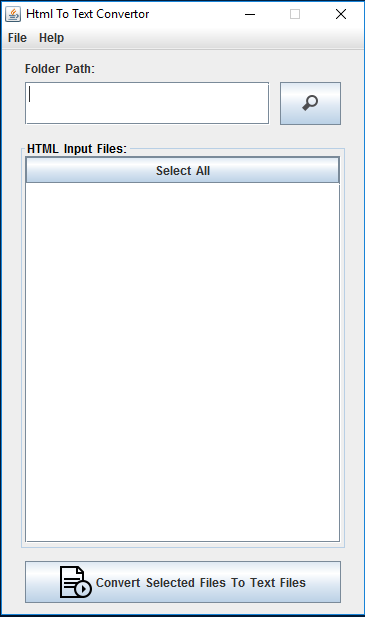 Html To Text Convertor
File Help
Folder Path:
HTML Input Files:
Select All
Convert Selected Files To Text Files